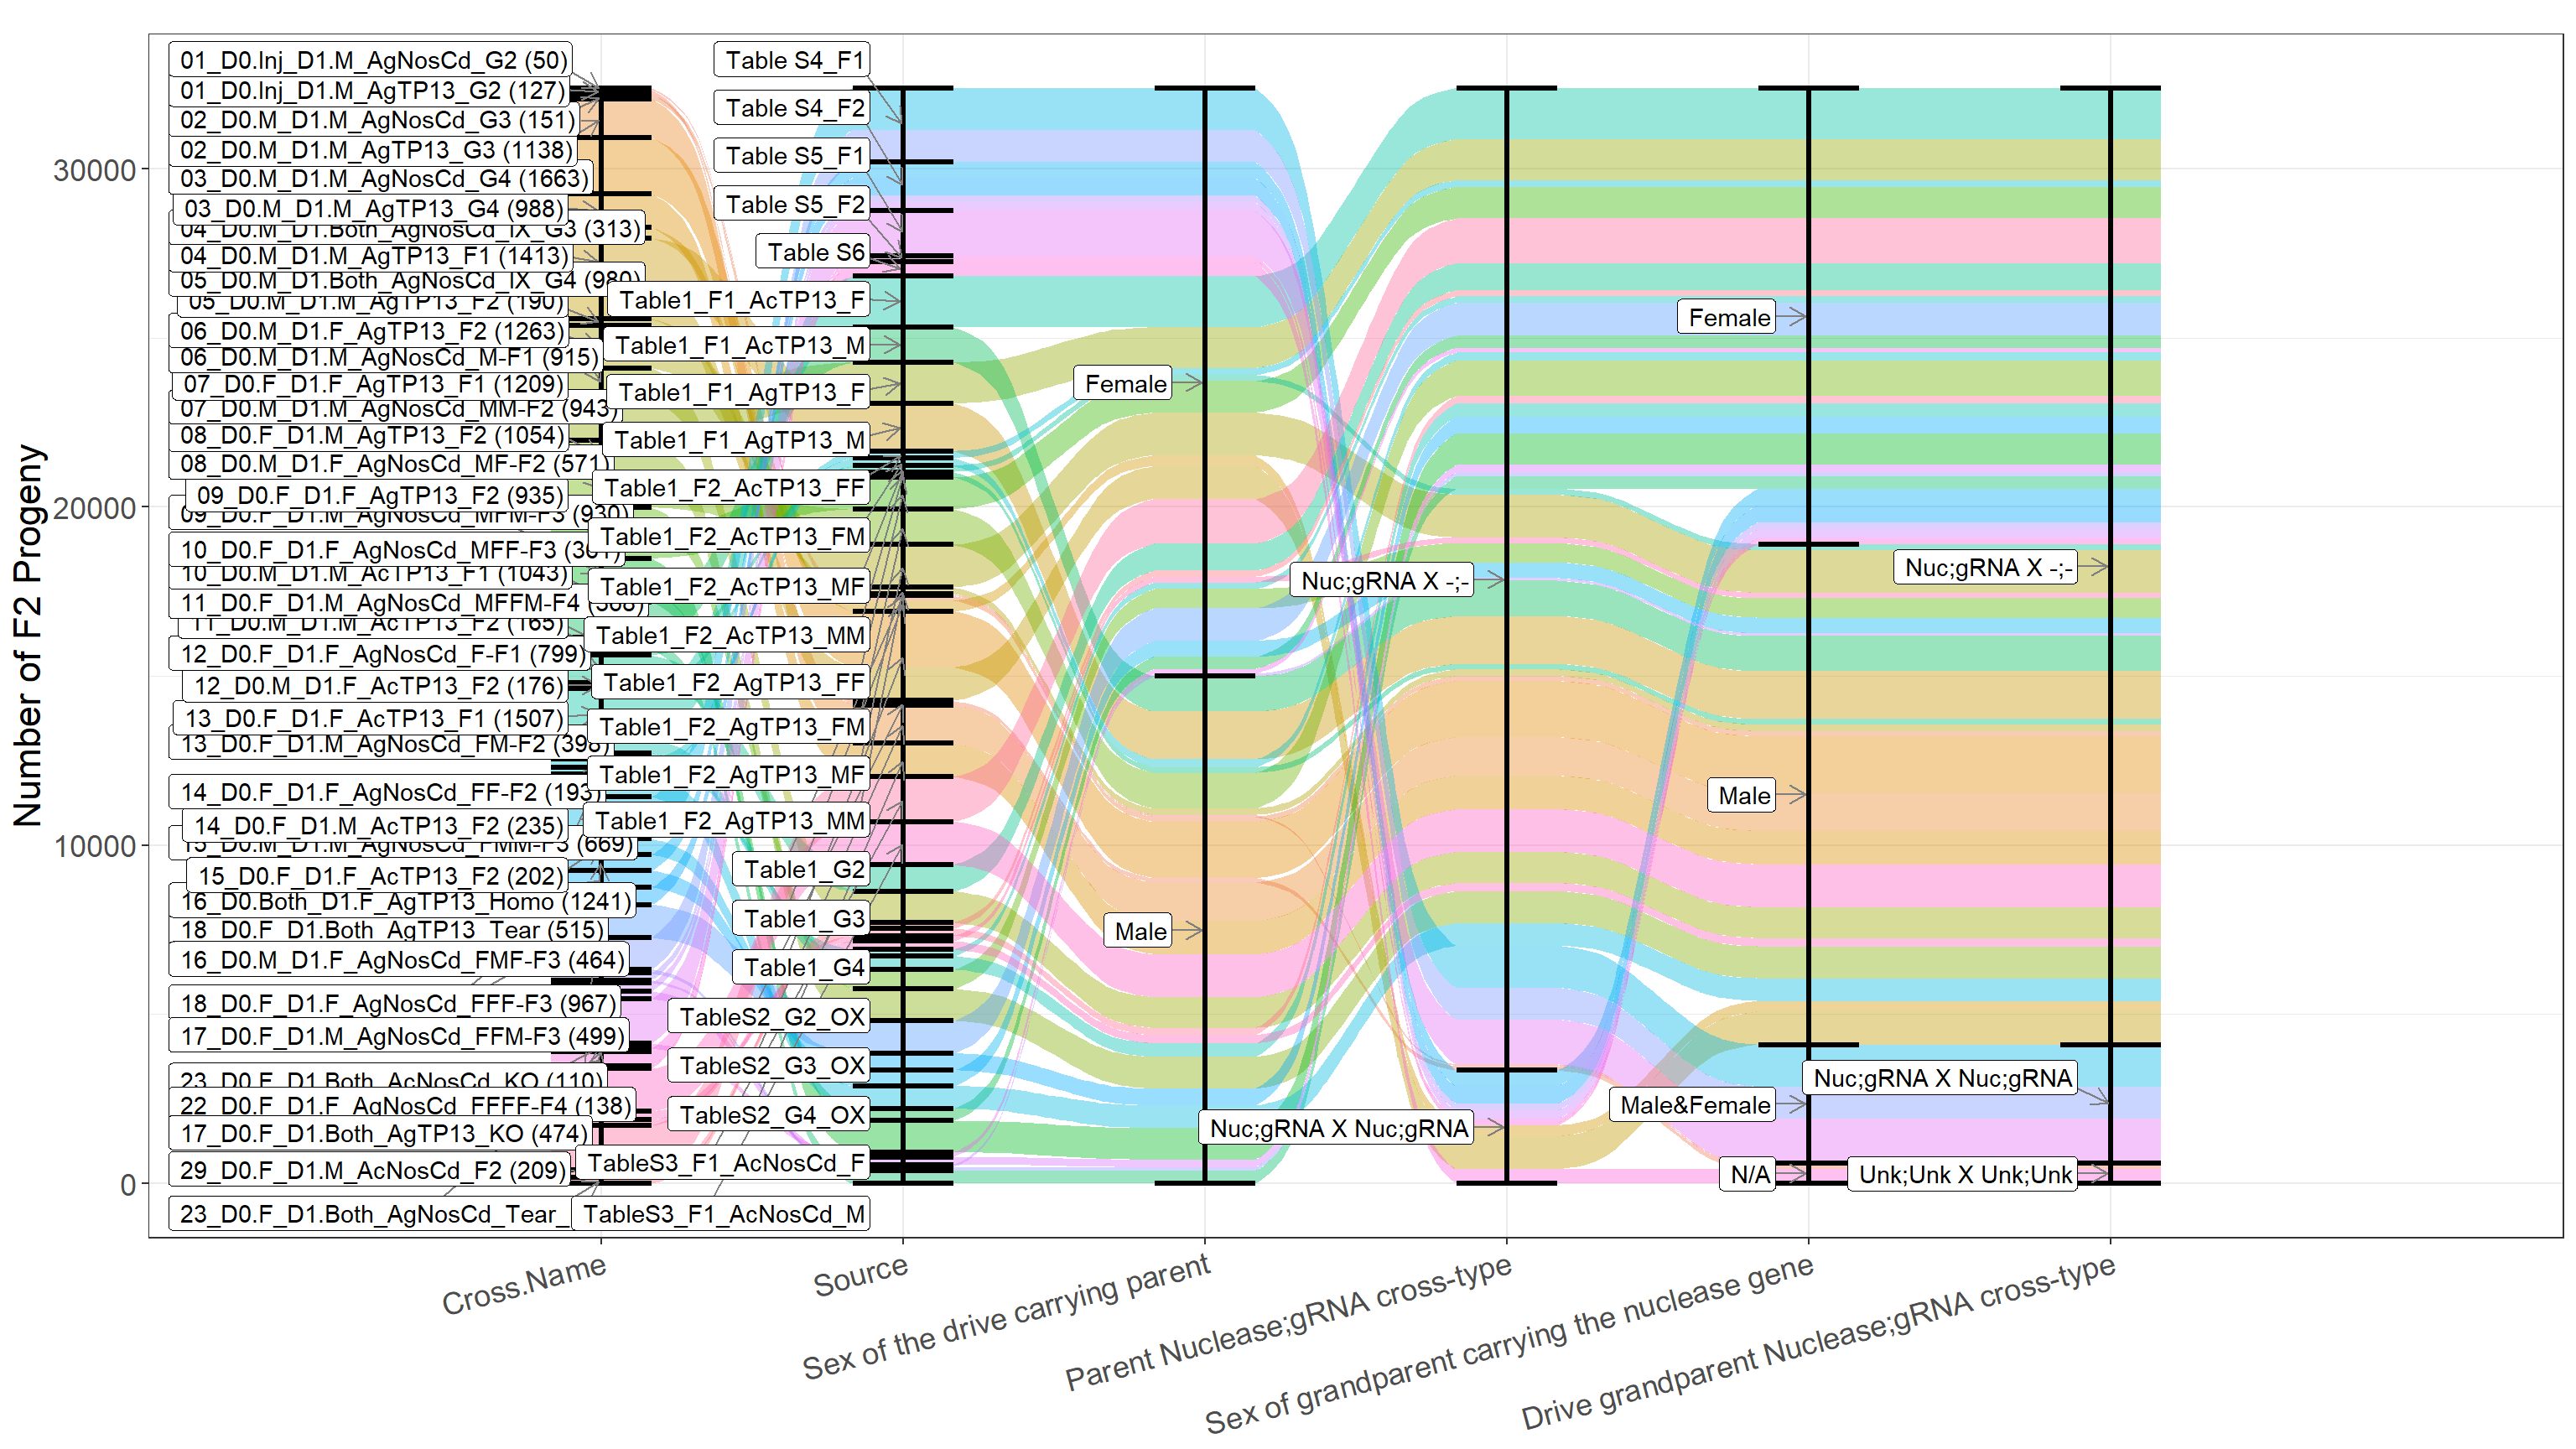 Number of F2 Progeny
30000
20000
10000
0
01_D0.Inj_D1.M_AgNosCd_G2 (50)
01_D0.Inj_D1.M_AgTP13_G2 (127)
02_D0.M_D1.M_AgNosCd_G3 (151)
02_D0.M_D1.M_AgTP13_G3 (1138)
03_D0.M_D1.M_AgNosCd_G4 (1663)
03_D0.M_D1.M_AgTP13_G4 (988)
04_D0.M_D1.Both_AgNosCd_IX_G3 (313)
04_D0.M_D1.M_AgTP13_F1 (1413)
05_D0.M_D1.Both_AgNosCd_IX_G4 (980)
05_D0.M_D1.M_AgTP13_F2 (190)
06_D0.M_D1.F_AgTP13_F2 (1263)
06_D0.M_D1.M_AgNosCd_M-F1 (915)
07_D0.F_D1.F_AgTP13_F1 (1209)
07_D0.M_D1.M_AgNosCd_MM-F2 (943)
08_D0.F_D1.M_AgTP13_F2 (1054)
08_D0.M_D1.F_AgNosCd_MF-F2 (571)
09_D0.F_D1.F_AgTP13_F2 (935)
09_D0.F_D1.M_AgNosCd_MFM-F3 (930)
10_D0.F_D1.F_AgNosCd_MFF-F3
10_D0.M_D1.M_AcTP13_F1 (1043)
11_D0.F_D1.M_AgNosCd_MFFM-F4
11_D0.M_D1.M_AcTP13_F2 (165)
12_D0.F_D1.F_AgNosCd_F-F1 (799)
12_D0.M_D1.F_AcTP13_F2 (176)
13_D0.F_D1.F_AcTP13_F1 (1507)
13_D0.F_D1.M_AgNosCd_FM-F2 (398)
14_D0.F_D1.F_AgNosCd_FF-F2 (193)
14_D0.F_D1.M_AcTP13_F2 (235)
15_D0.M_D1.M_AgNosCd_FMM-F3 (669)
15_D0.F_D1.F_AcTP13_F2 (202)
16_D0.Both_D1.F_AgTP13_Homo (1241)
18_D0.F_D1.Both_AgTP13_Tear (515)
16_D0.M_D1.F_AgNosCd_FMF-F3 (464)
18_D0.F_D1.F_AgNosCd_FFF-F3 (967)
17_D0.F_D1.M_AgNosCd_FFM-F3 (499)
23_D0.F_D1.Both_AcNosCd_KO (110)
22_D0.F_D1.F_AgNosCd_FFFF-F4 (138)
17_D0.F_D1.Both_AgTP13_KO (474)
29_D0.F_D1.M_AcNosCd_F2 (209)
23_D0.F_D1.Both_AgNosCd_Tear_
Table S4_F1
Table S4_F2
Table S5_F1
Table S5_F2
Table S6
Table1_F1_AcTP13_F
Table1_F1_AcTP13_M
Table1_F1_AgTP13_F
Table1_F1_AgTP13_M
Table1_F2_AcTP13_FF
Table1_F2_AcTP13_FM
Table1_F2_AcTP13_MF
Table1_F2_AcTP13_MM
Table1_F2_AgTP13_FF
Table1_F2_AgTP13_FM
Table1_F2_AgTP13_MF
Table1_F2_AgTP13_MM
Table1_G2
Table1_G3
Table1_G4
TableS2_G2_OX
TableS2_G3_OX
TableS2_G4_OX
TableS3_F1_AcNosCd_F
TableS3_F1_AcNosCd_M
Female
Male
Nuc;gRNA X -;-
Nuc;gRNA X Nuc;gRNA
Female
Male
Male&Female
N/A
Nuc;gRNA X -;-
Nuc;gRNA X Nuc;gRNA
Unk;Unk X Unk;Unk
Cross.Name
Source
Sex of the drive carrying parent
Parent Nuclease;gRNA cross-type
Sex of grandparent carrying the nuclease gene
Drive grandparent Nuclease;gRNA cross-type